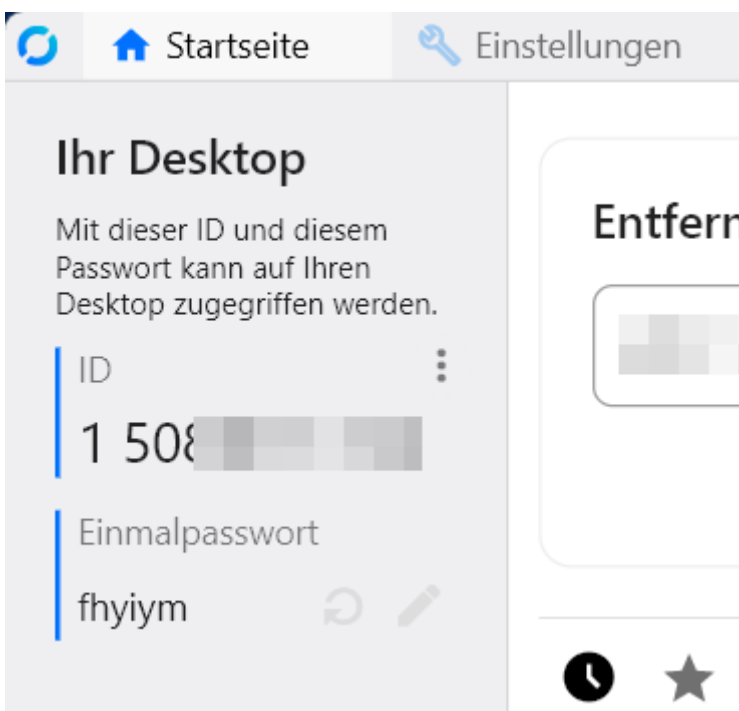 Startseite
Einstellungen
Ihr Desktop
Mit dieser ID und diesem
Passwort kann auf Ihren
Desktop zugegriffen werden.
ID
1 508
Einmalpasswort
fhyiym
Entfern